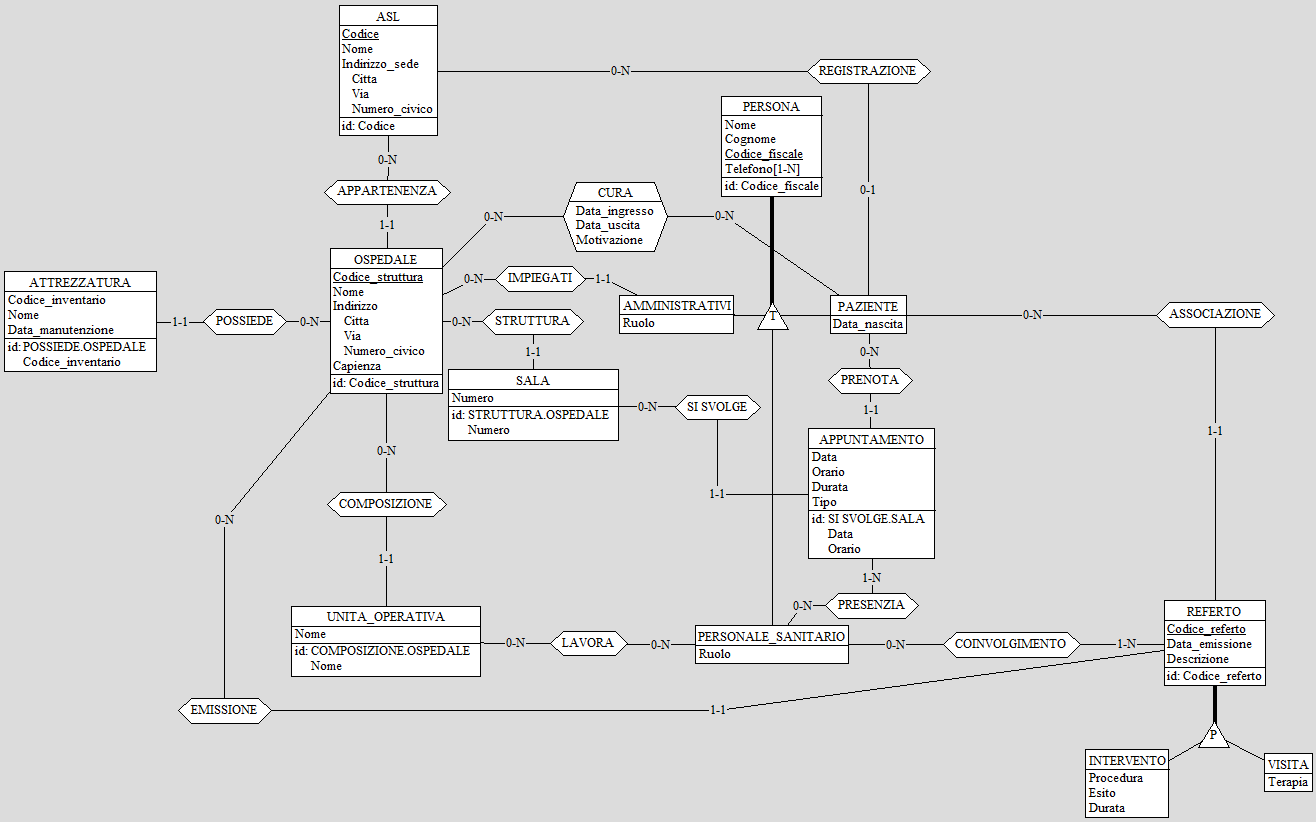 ASL
Codice
Nome
Indirizzo_sede
Citta
Via
Numero_civico
id: Codice
0-N
REGISTRAZIONE
0-1
PERSONA
Nome
Cognome
Codice_fiscale
Telefono[1-N]
id: Codice_fiscale
0-N
APPARTENENZA
1-1
0-N
CURA
Data_ingresso
Data_uscita
Motivazione
0-N
ATTREZZATURA
Codice_inventario
Nome
Data_manutenzione
id: POSSIEDE.OSPEDALE
Codice_inventario
1-1
POSSIEDE
0-N
OSPEDALE
Codice_struttura
Nome
Indirizzo
Citta
Via
Numero_civico
Capienza
id: Codice_struttura
0-N
IMPIEGATI
1-1
AMMINISTRATIVI
Ruolo
T
PAZIENTE
Data_nascita
0-N
ASSOCIAZIONE
1-1
0-N
STRUTTURA
1-1
SALA
Numero
id: STRUTTURA.OSPEDALE
Numero
0-N
SI SVOLGE
1-1
0-N
PRENOTA
1-1
APPUNTAMENTO
Data
Orario
Durata
Tipo
id: SI SVOLGE.SALA
Data
Orario
1-N
PRESENZIA
0-N
0-N
COMPOSIZIONE
1-1
0-N
UNITA_OPERATIVA
Nome
id: COMPOSIZIONE.OSPEDALE
Nome
0-N
LAVORA
0-N
PERSONALE_SANITARIO
Ruolo
0-N
COINVOLGIMENTO
1-N
REFERTO
Codice_referto
Data_emissione
Descrizione
id: Codice_referto
EMISSIONE
1-1
P
INTERVENTO
Procedura
Esito
Durata
VISITA
Terapia